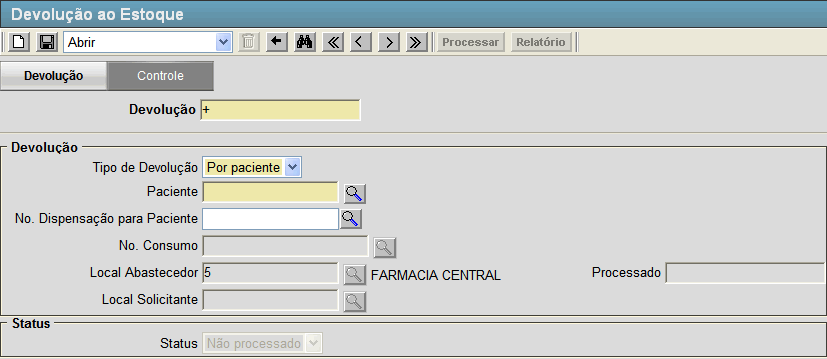 Devolução ao Estoque
Abrir Processar Relatório
Devolução Controle
Devolução +
Devolução
Tipo de Devolução Por paciente
Paciente
No. Dispensação para Paciente
No. Consumo
Local Abastecedor 5 FARMACIA CENTRAL Processado
Local Solicitante
Status
Status Não processado